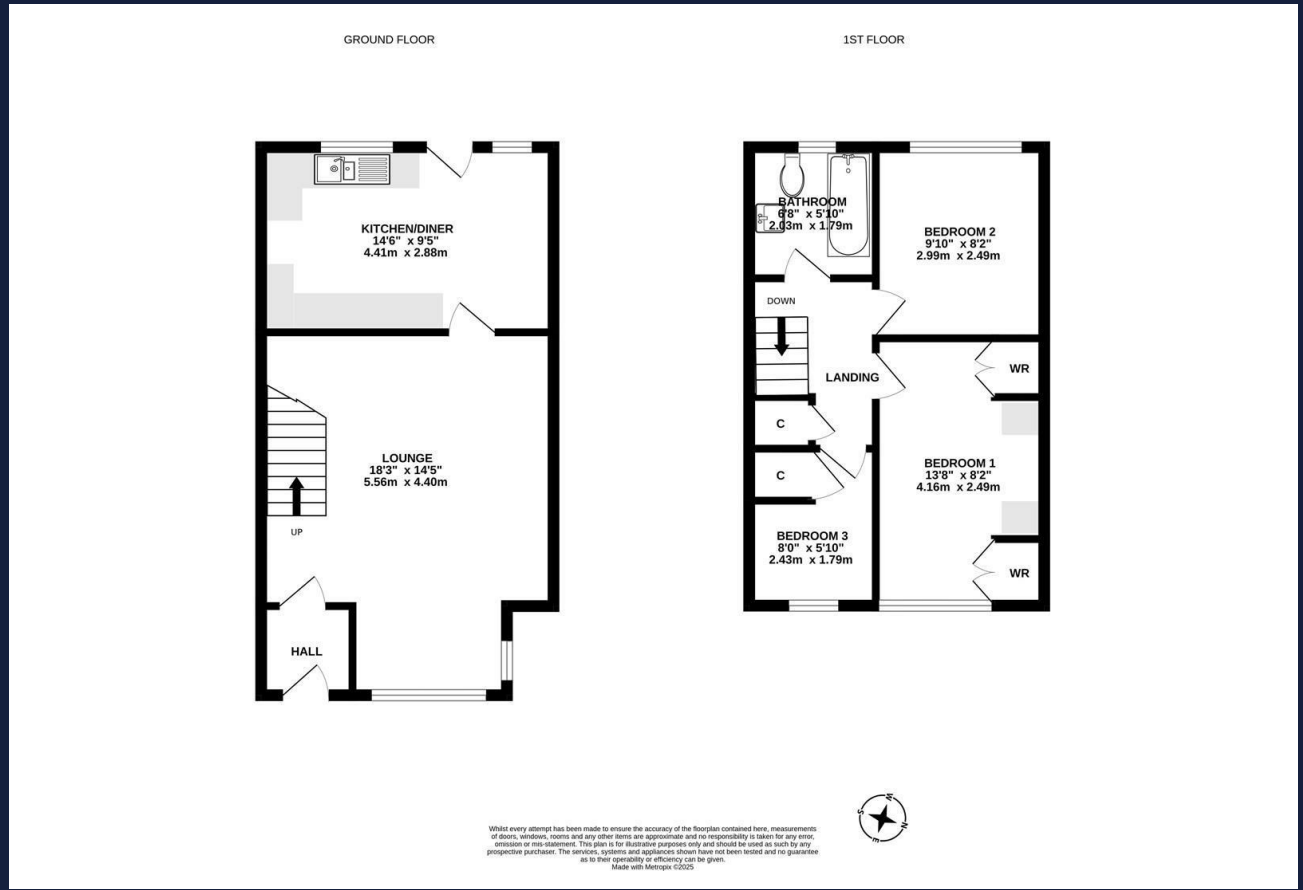 GROUND FLOOR
1ST FLOOR
KITCHEN/DINER
14'6" x 9'5"
4.41m x 2.88m
LOUNGE
18'3" x 14'5"
5.56m x 4.40m
UP
HALL
BATHROOM
6'8" x 5'10"
2.03m x 1.79m
BEDROOM 2
9'10" x 8'2"
2.99m x 2.49m
DOWN
LANDING
WR
C
C
BEDROOM 1
13'8" x 8'2"
4.16m x 2.49m
BEDROOM 3
8'0" x 5'10"
2.43m x 1.79m
WR
W
S
N
E
Whilst every attempt has been made to ensure the accuracy of the floorplan contained here, measurements
of doors, windows, rooms and any other items are approximate and no responsibility is taken for any error,
omission or mis-statement. This plan is for illustrative purposes only and should be used as such by any
prospective purchaser. The services, systems and appliances shown have not been tested and no guarantee
as to their operability or efficiency can be given.
Made with Metropix ©2025